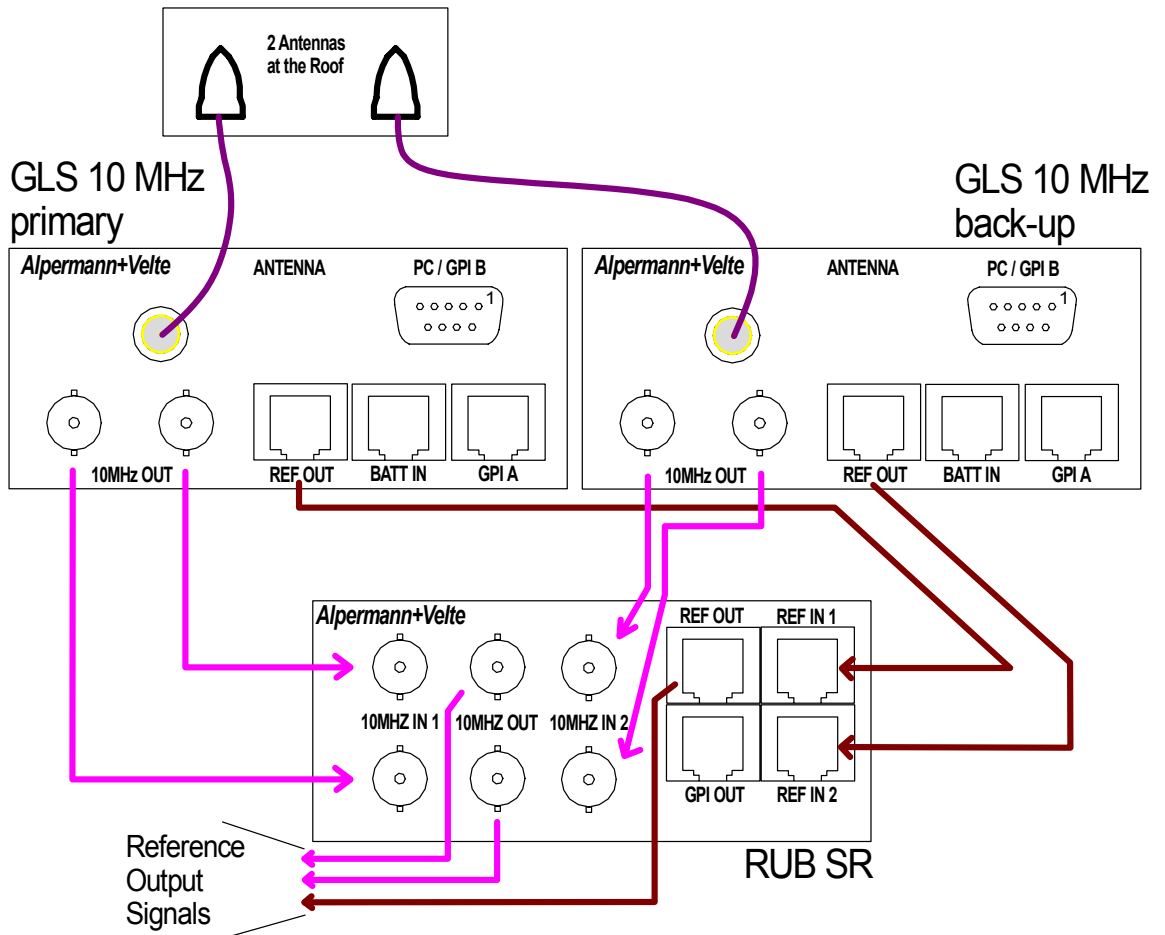 2 Antennas
at the Roof
GLS 10 MHz
primary
GLS 10 MHz
back-up
Alpermann+Velte
ANTENNA
PC / GPI B
1
10MHz OUT
REF OUT
BATT IN
GPI A
Alpermann+Velte
ANTENNA
PC / GPI B
1
10MHz OUT
REF OUT
BATT IN
GPI A
Alpermann+Velte
REF OUT
REF IN 1
10MHZ IN 1
10MHZ OUT
10MHZ IN 2
GPI OUT
REF IN 2
RUB SR
Reference
Output
Signals